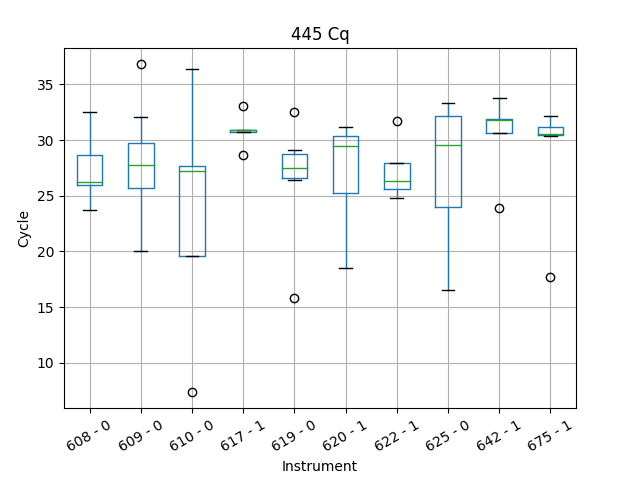 445 Cq
35
30
25
20
15
10
Cycle
608 - 0
609 - 0
610 - 0
617 - 1
619 - 0
620 - 1
622 - 1
625 - 0
642 - 1
675 - 1
Instrument